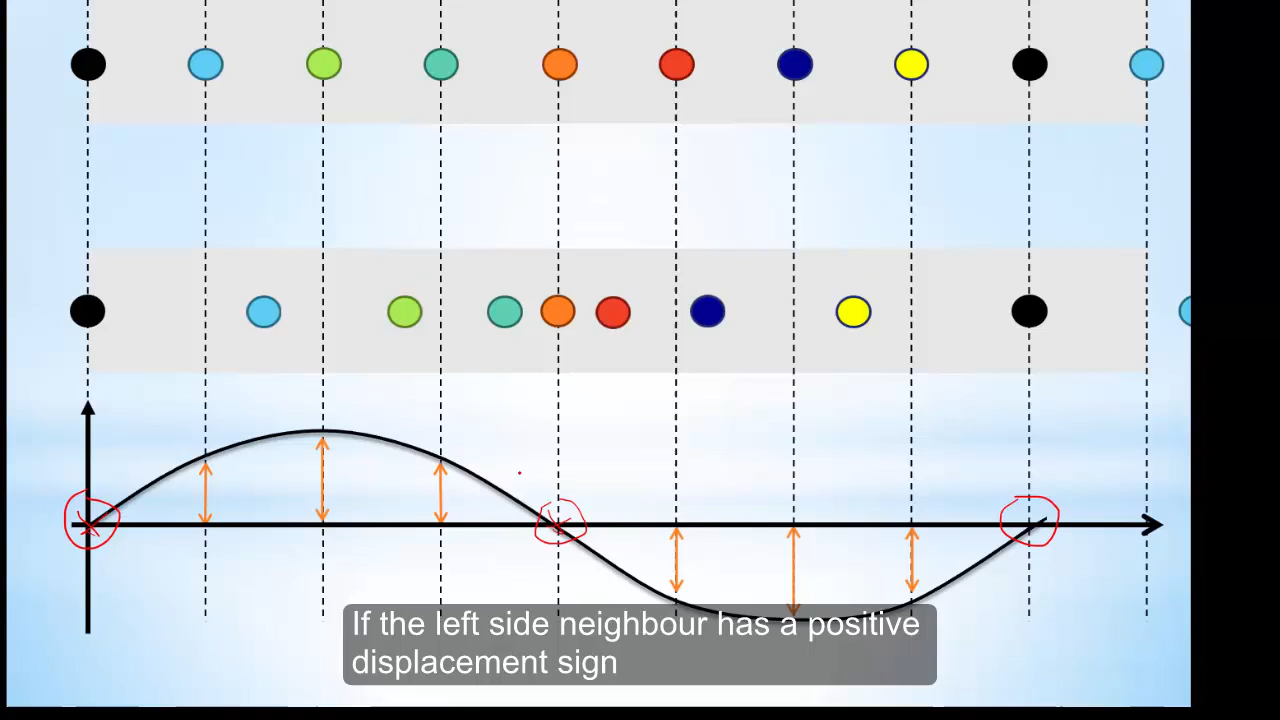 If the left side neighbour has a positive
displacement sign